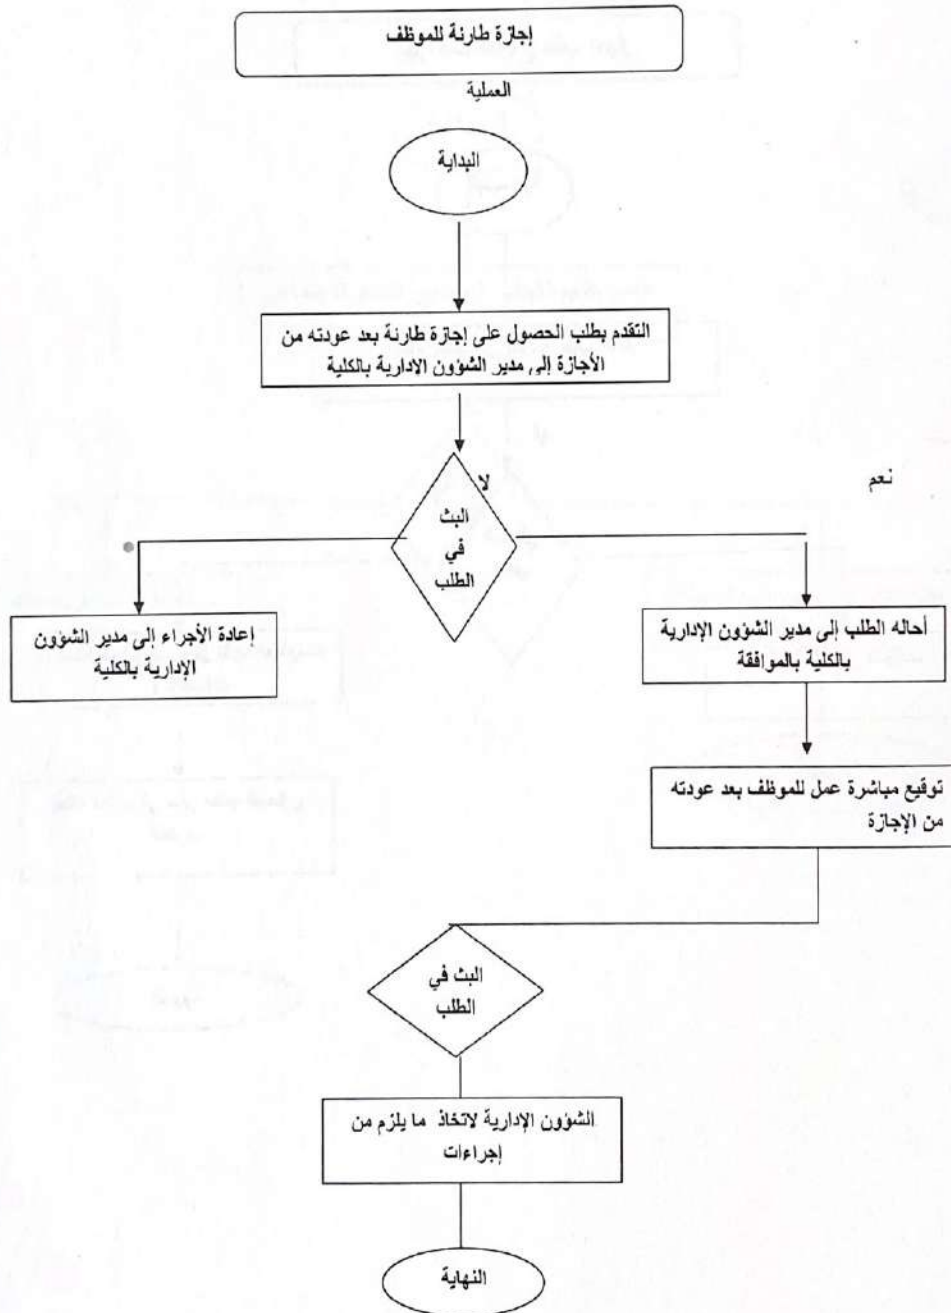 إجازة طارئة للموظف
العملية
البداية
التقدم بطلب الحصول على إجازة طارئة بعد عودته من
الأجازة إلى مدير الشؤون الإدارية بالكلية
لا
نعم
البث
في
الطلب
أحاله الطلب إلى مدير الشؤون الإدارية
بالكلية بالموافقة
إعادة الأجراء إلى مدير الشؤون
الإدارية بالكلية
توقيع مباشرة عمل للموظف بعد عودته
من الإجازة
البث في
الطلب
الشؤون الإدارية لاتخاذ ما يلزم من
إجراءات
النهاية